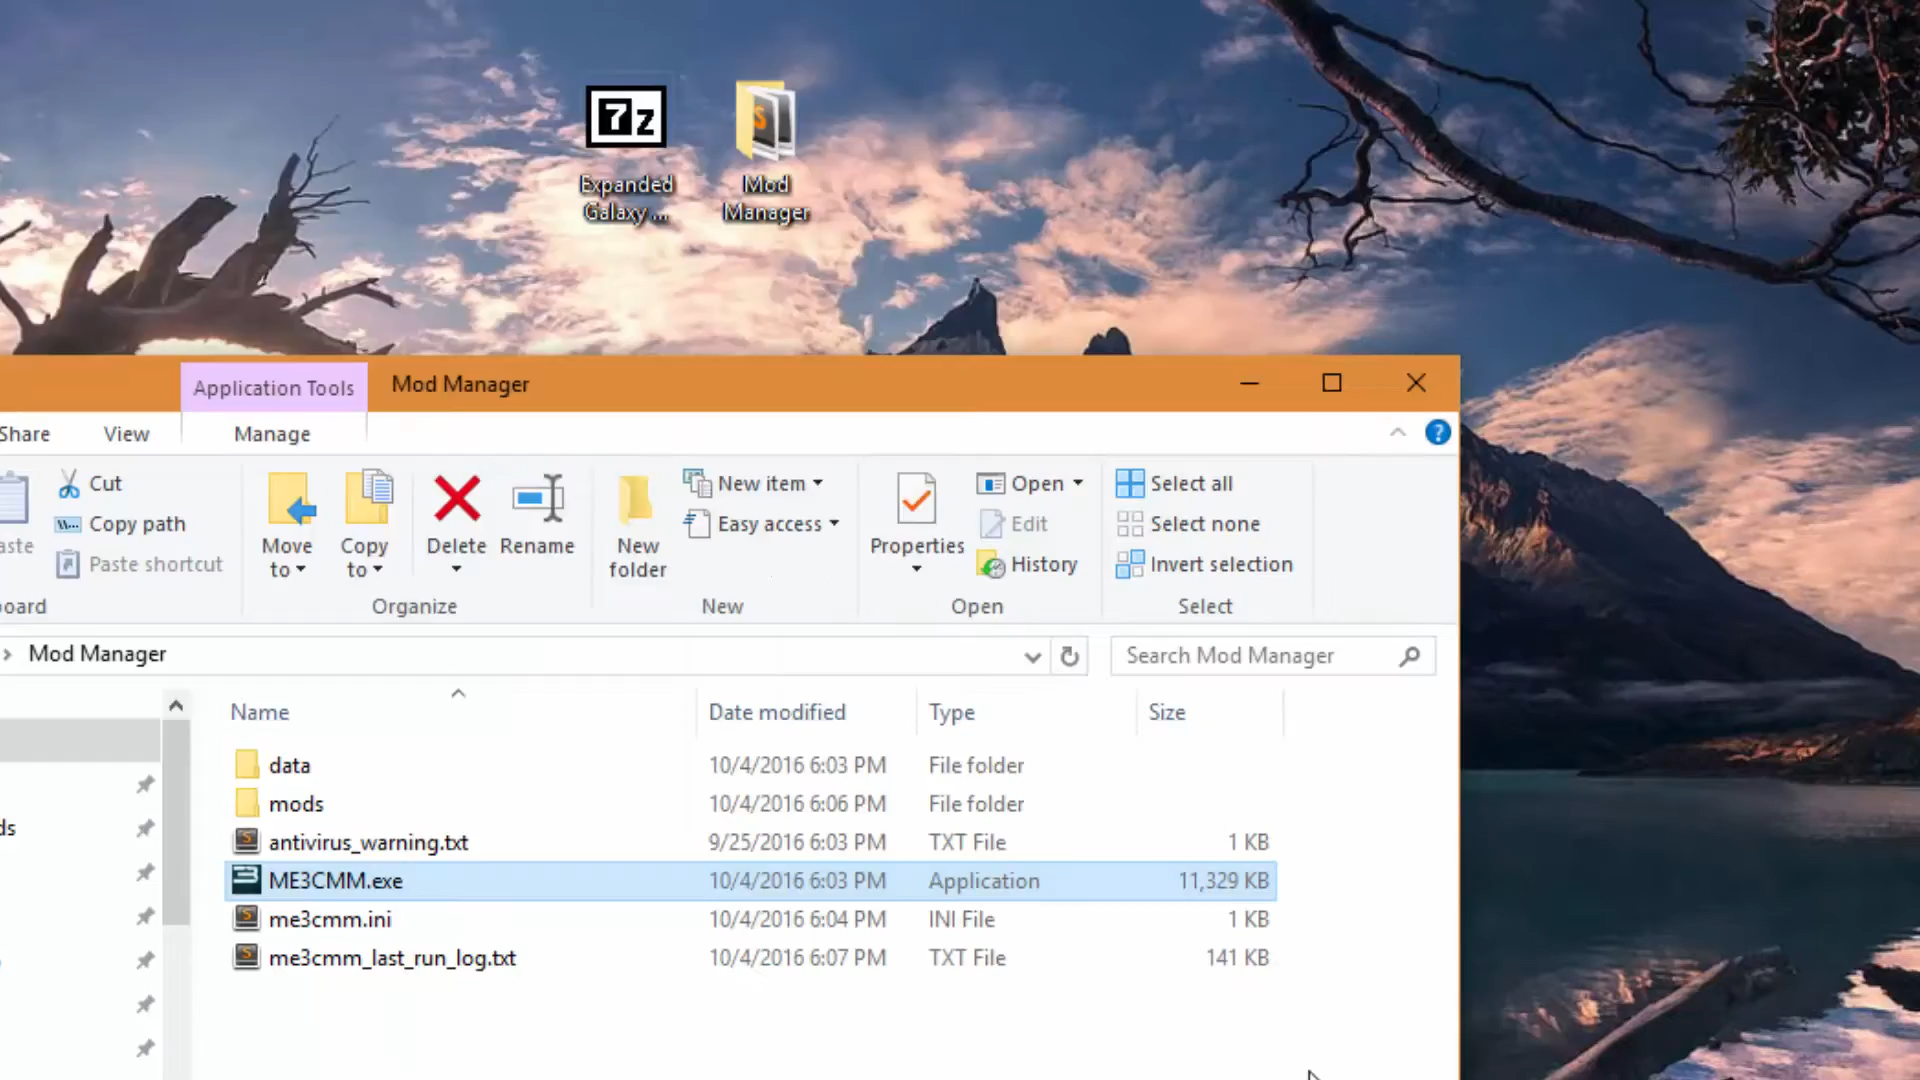 7z
Expanded
Galaxy ...
Mod
Manager
Application Tools
Mod Manager
Share
View
Manage
Cut
Copy path
Paste shortcut
Move
to
Copy
to
Delete
Rename
Organize
New
folder
New item
Easy access
New
Properties
Open
Edit
History
Open
Select all
Select none
Invert selection
Select
Mod Manager
Search Mod Manager
Name
Date modified
Type
Size
data
10/4/2016 6:03 PM
File folder
mods
10/4/2016 6:06 PM
File folder
antivirus_warning.txt
9/25/2016 6:03 PM
TXT File
1 KB
ME3CMM.exe
10/4/2016 6:03 PM
Application
11,329 KB
me3cmm.ini
10/4/2016 6:04 PM
INI File
1 KB
me3cmm_last_run_log.txt
10/4/2016 6:07 PM
TXT File
141 KB